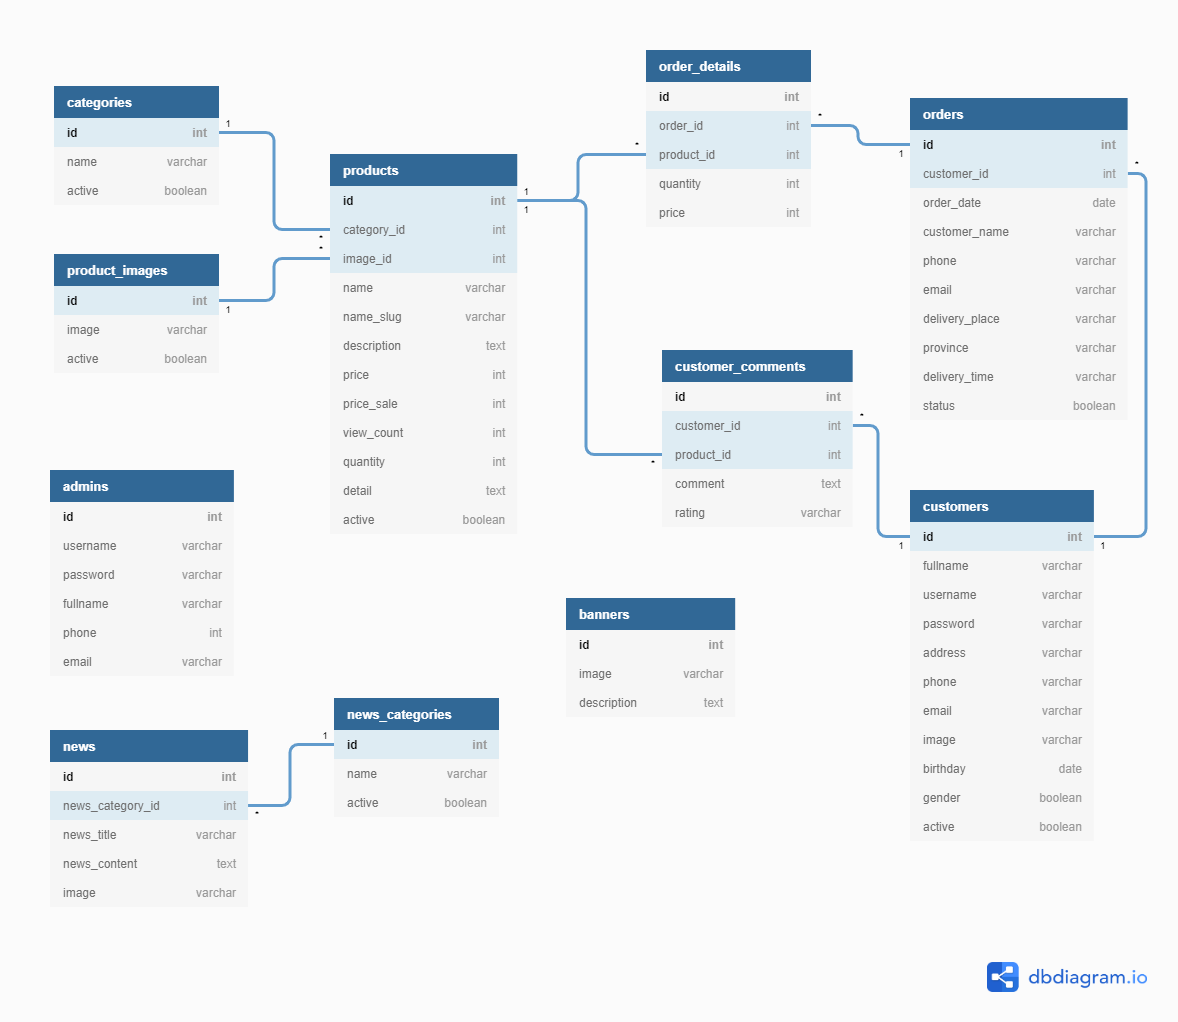 categories
id int
name varchar
active boolean
1
product_images
id int
image varchar
active boolean
1
products
id int
category_id int
image_id int
name varchar
name_slug varchar
description text
price int
price_sale int
view_count int
quantity int
detail text
active boolean
*
*
1
1
order_details
id int
order_id int
product_id int
quantity int
price int
*
*
orders
id int
customer_id int
order_date date
customer_name varchar
phone varchar
email varchar
delivery_place varchar
province varchar
delivery_time varchar
status boolean
1
*
customer_comments
id int
customer_id int
product_id int
comment text
rating varchar
*
*
customers
id int
fullname varchar
username varchar
password varchar
address varchar
phone varchar
email varchar
image varchar
birthday date
gender boolean
active boolean
1
1
admins
id int
username varchar
password varchar
fullname varchar
phone int
email varchar
banners
id int
image varchar
description text
news
id int
news_category_id int
news_title varchar
news_content text
image varchar
*
news_categories
id int
name varchar
active boolean
1
dbdiagram.io